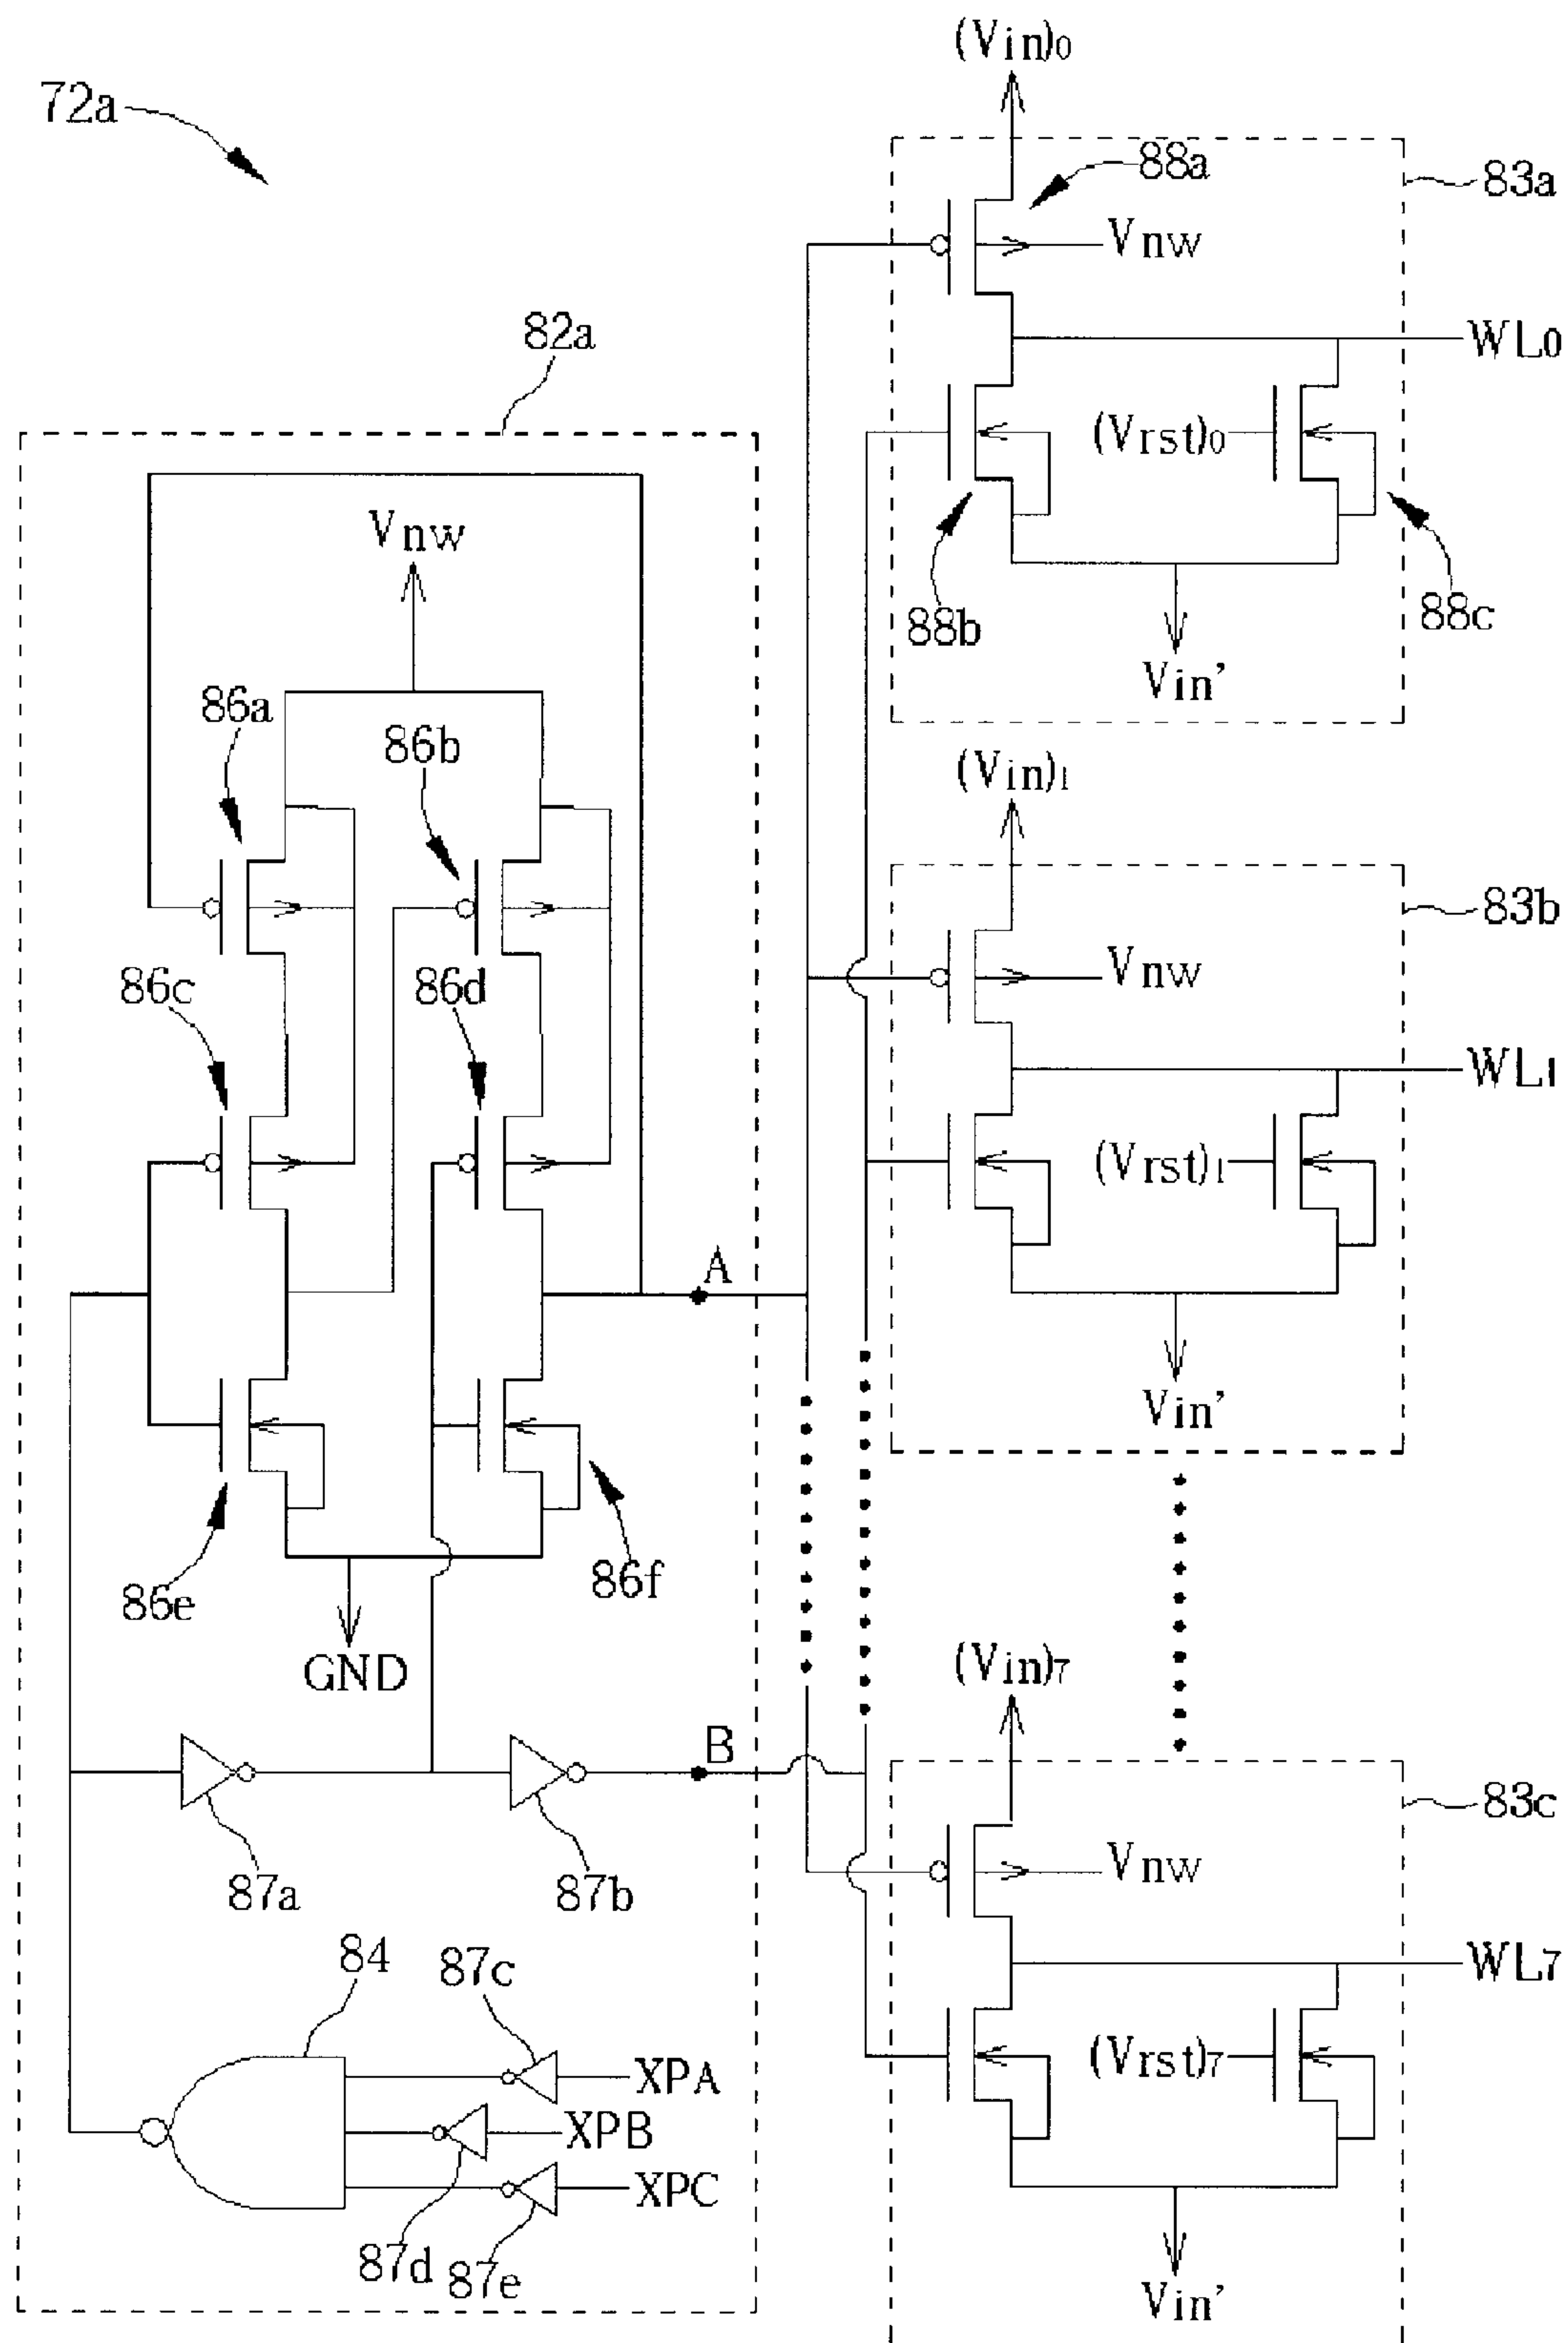 (Vin)0
72a
88a
83a
Vnw
82a
WL0
(Vrst)0
Vnw
88b
88c
Vin'
86a
86b
(Vin)1
83b
86c
86d
Vnw
WL1
(Vrst)1
A
Vin'
86e
86f
GND
(Vin)7
B
83c
87a
87b
Vnw
84
87c
WL7
XPA
(Vrst)7
XPB
XPC
87d
87e
Vin'